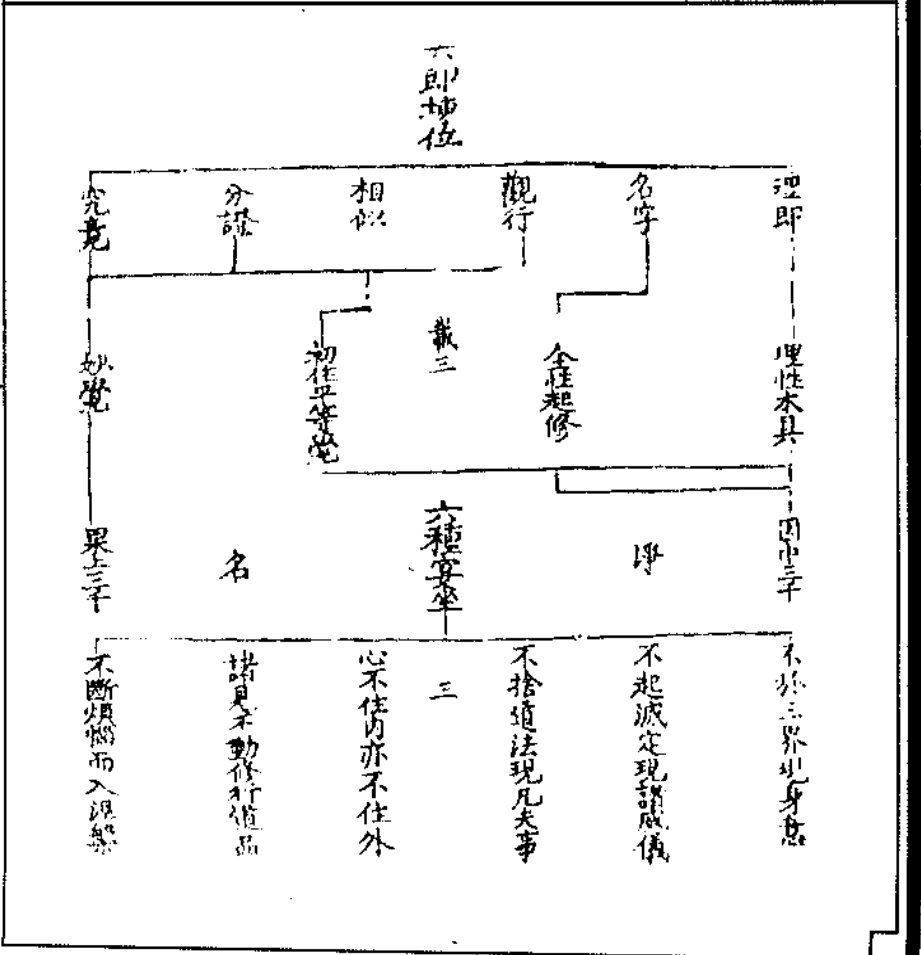 六即位
理即
名字
觀行
相似
分證
究竟
理性本具
全性起修
載三
初住平等覺
妙覺
因中三千
淨
六種宴坐
名
果上三千
不於三界現身意
不起滅定現諸威儀
不捨道法現凡夫事
三
心不住內亦不住外
諸見不動修行道品
不斷煩惱而入涅槃